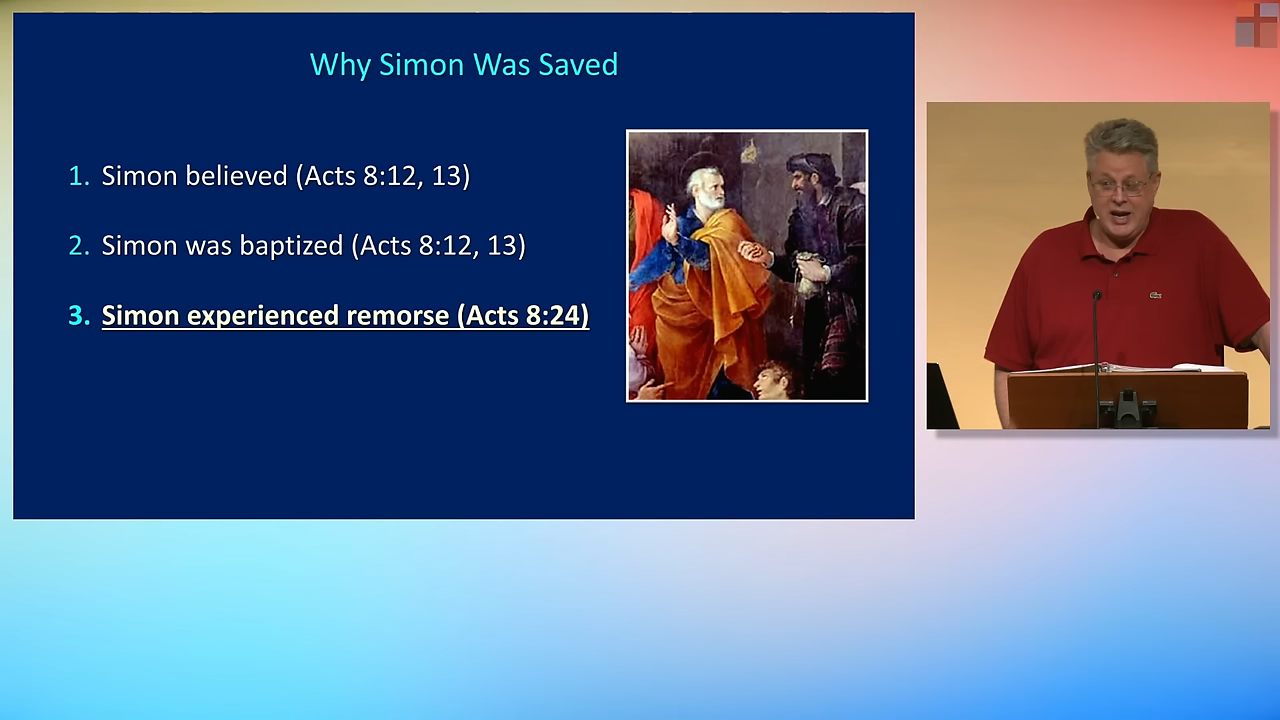 Why Simon Was Saved
1. Simon believed (Acts 8:12, 13)
2. Simon was baptized (Acts 8:12, 13)
3. Simon experienced remorse (Acts 8:24)